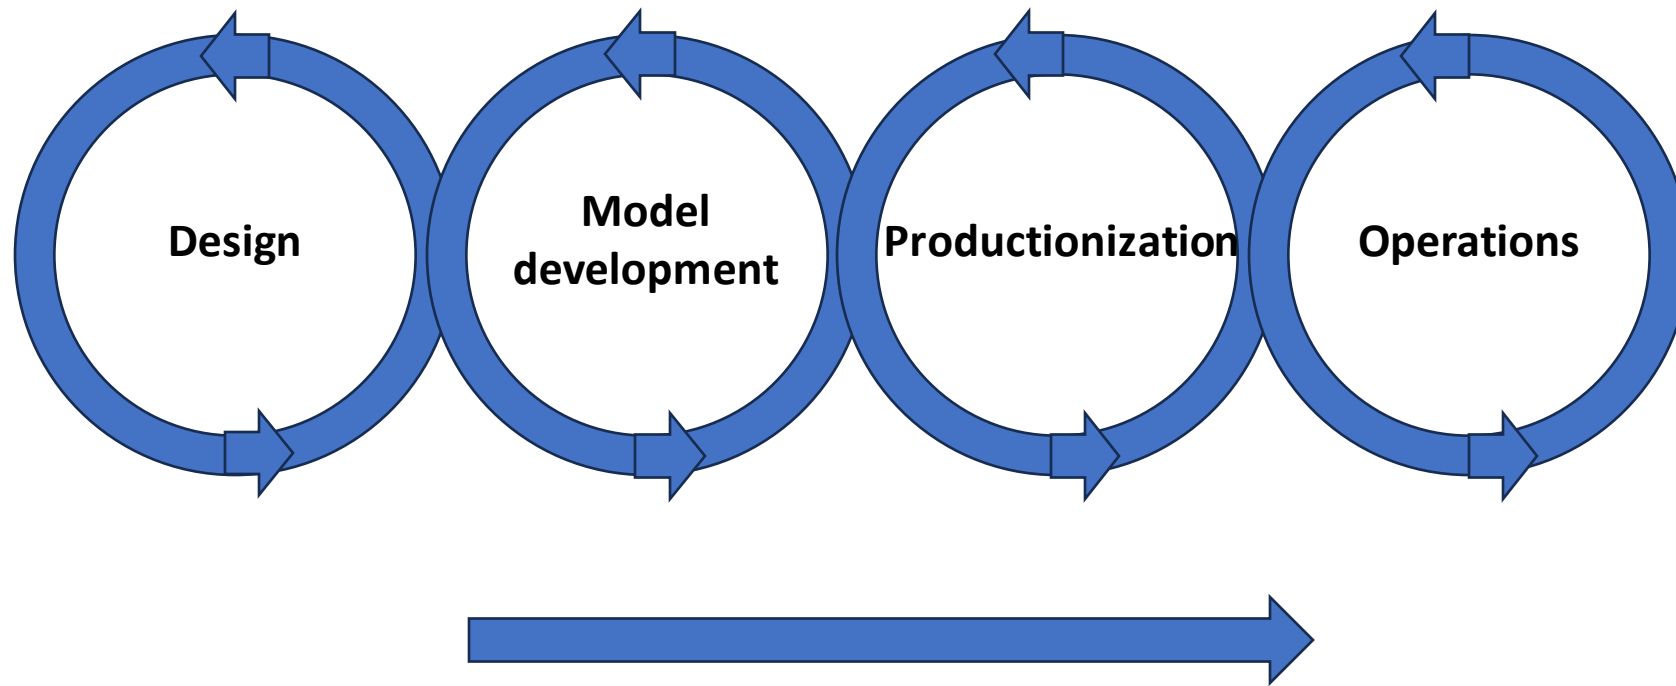 Design
Model
development
Productionization
Operations